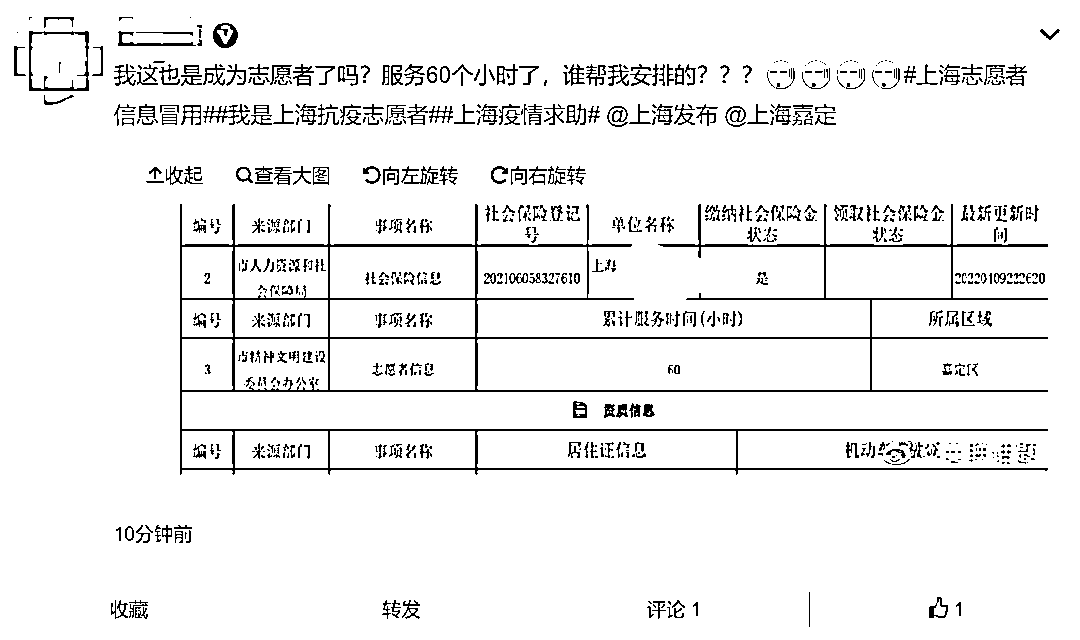 我这也是成为志愿者了吗？服务60个小时了，谁帮我安排的？？？#上海志愿者
信息冒用##我是上海抗疫志愿者##上海疫情求助# @上海发布 @上海嘉定
收起 查看大图 向左旋转 向右旋转
编号 来源部门 事项名称 社会保险登记号 单位名称 缴纳社会保险金状态 领取社会保险金状态 最新更新时间
2 市人力资源和社会保障局 社会保险信息 202106058327610 上海 是 20220409222620
编号 来源部门 事项名称 累计服务时间(小时) 所属区域
3 市精神文明建设委员会办公室 志愿者信息 60 嘉定区
资质信息
编号 来源部门 事项名称 居住证信息 机动
10分钟前
收藏 转发 评论 1 1